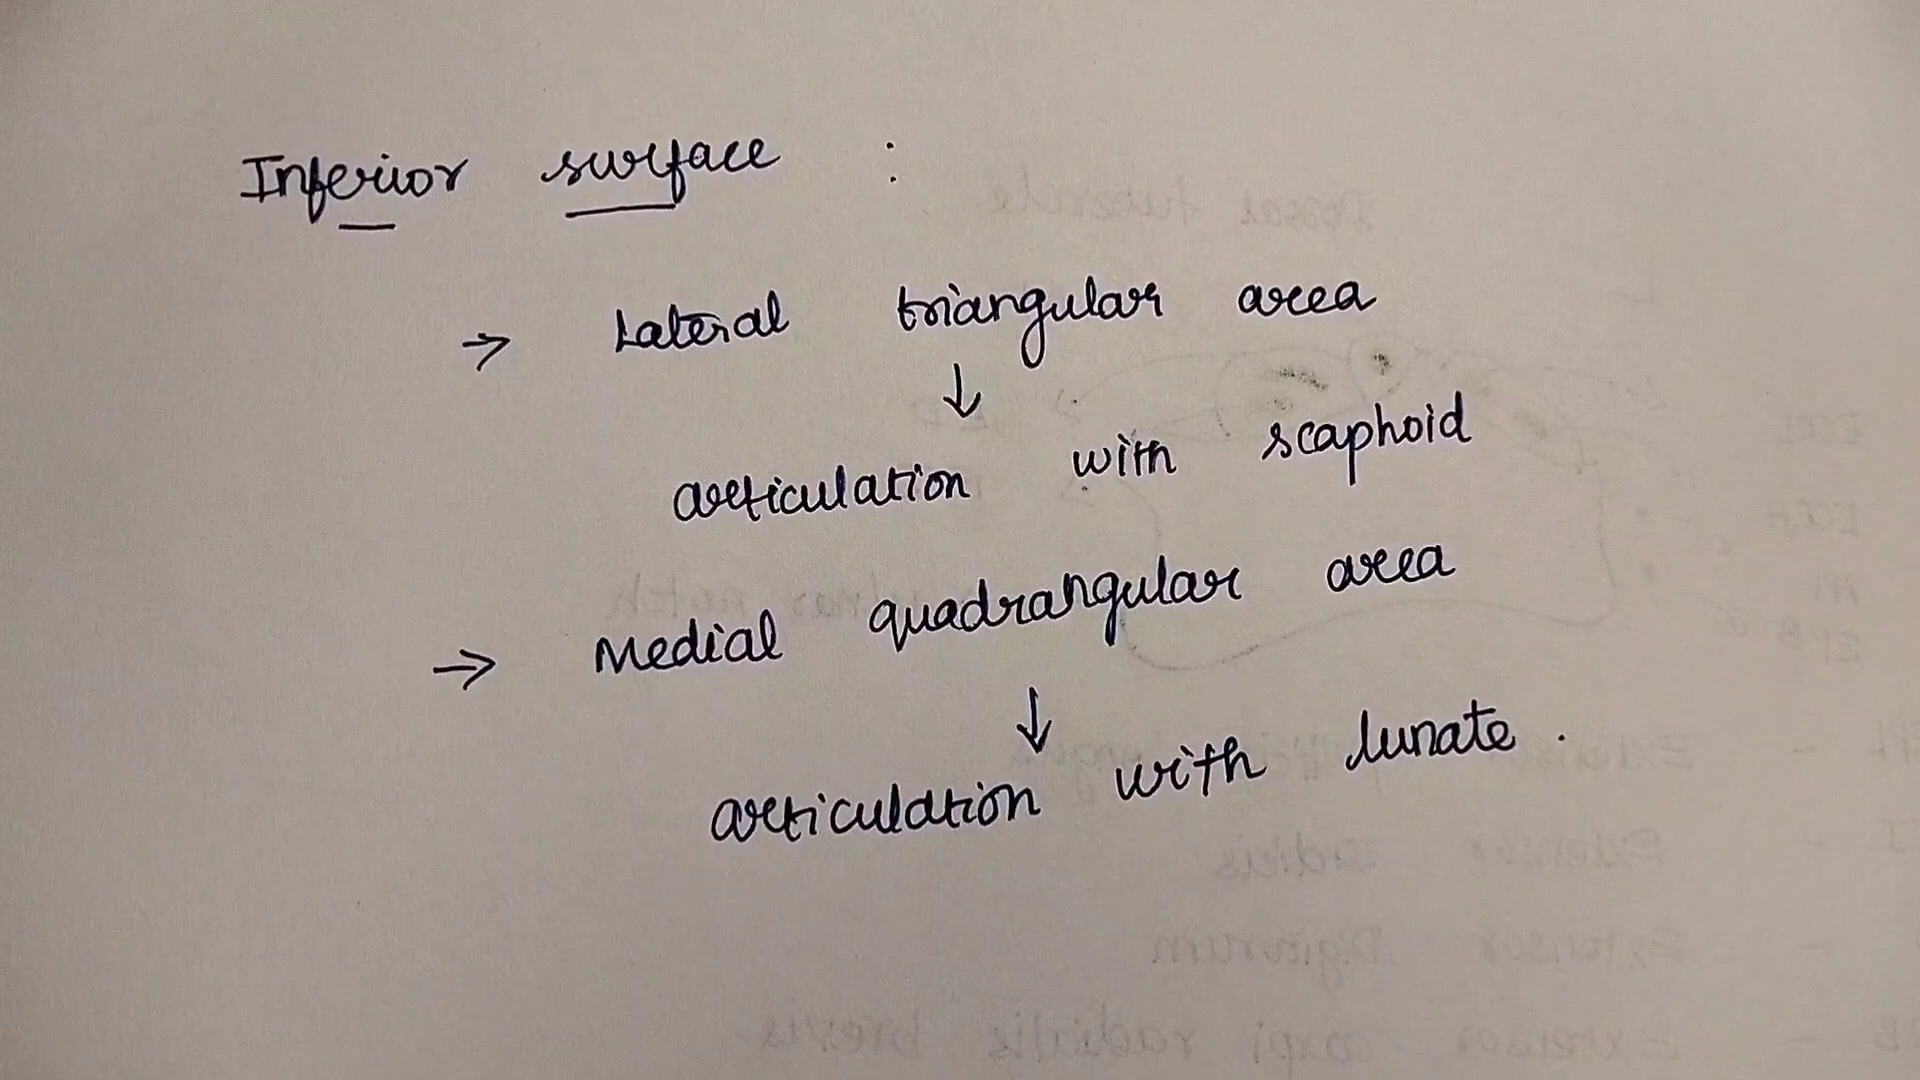 Inferior surface :
→ Lateral triangular area
↓
articulation with scaphoid
→ Medial quadrangular area
↓
articulation with lunate.